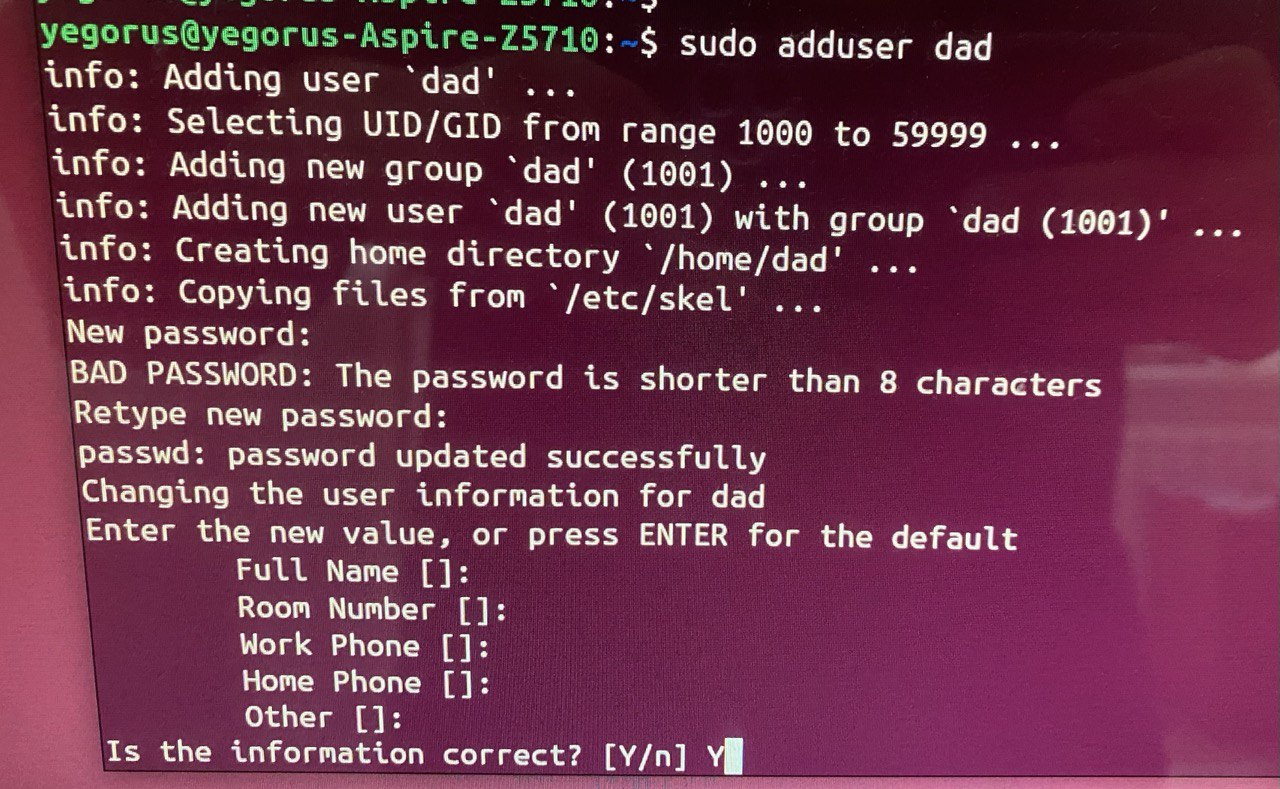 yegorus@yegorus-Aspire-Z5710:~$
yegorus@yegorus-Aspire-Z5710:~$ sudo adduser dad
info: Adding user `dad' ...
info: Selecting UID/GID from range 1000 to 59999 ...
info: Adding new group `dad' (1001) ...
info: Adding new user `dad' (1001) with group `dad (1001)' ...
info: Creating home directory `/home/dad' ...
info: Copying files from `/etc/skel' ...
New password:
BAD PASSWORD: The password is shorter than 8 characters
Retype new password:
passwd: password updated successfully
Changing the user information for dad
Enter the new value, or press ENTER for the default
Full Name []:
Room Number []:
Work Phone []:
Home Phone []:
Other []:
Is the information correct? [Y/n] Y